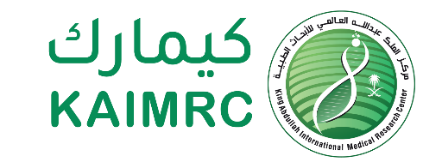 كيمارك
KAIMRC
مركز الملك عبدالله العالمي للأبحاث الطبية
King Abdullah International Medical Research Center